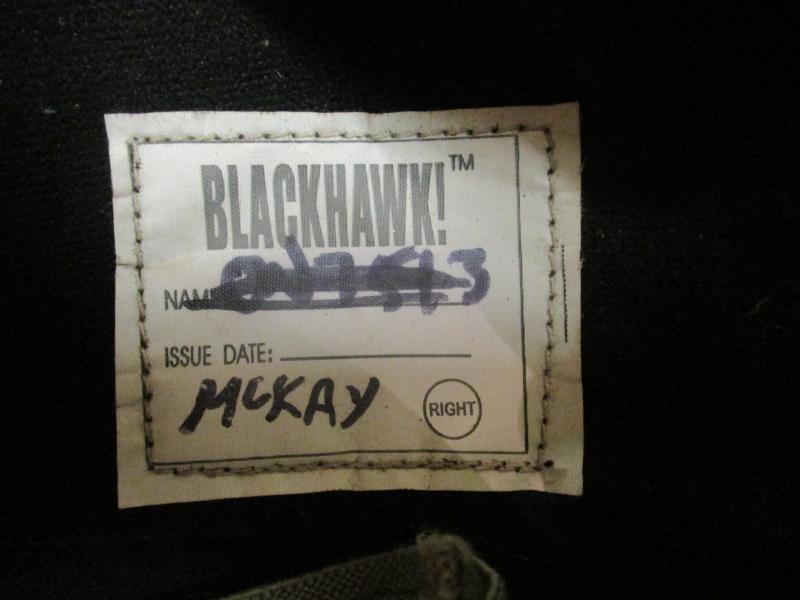 BLACKHAWK!™
NAME
ISSUE DATE:
McKAY
RIGHT